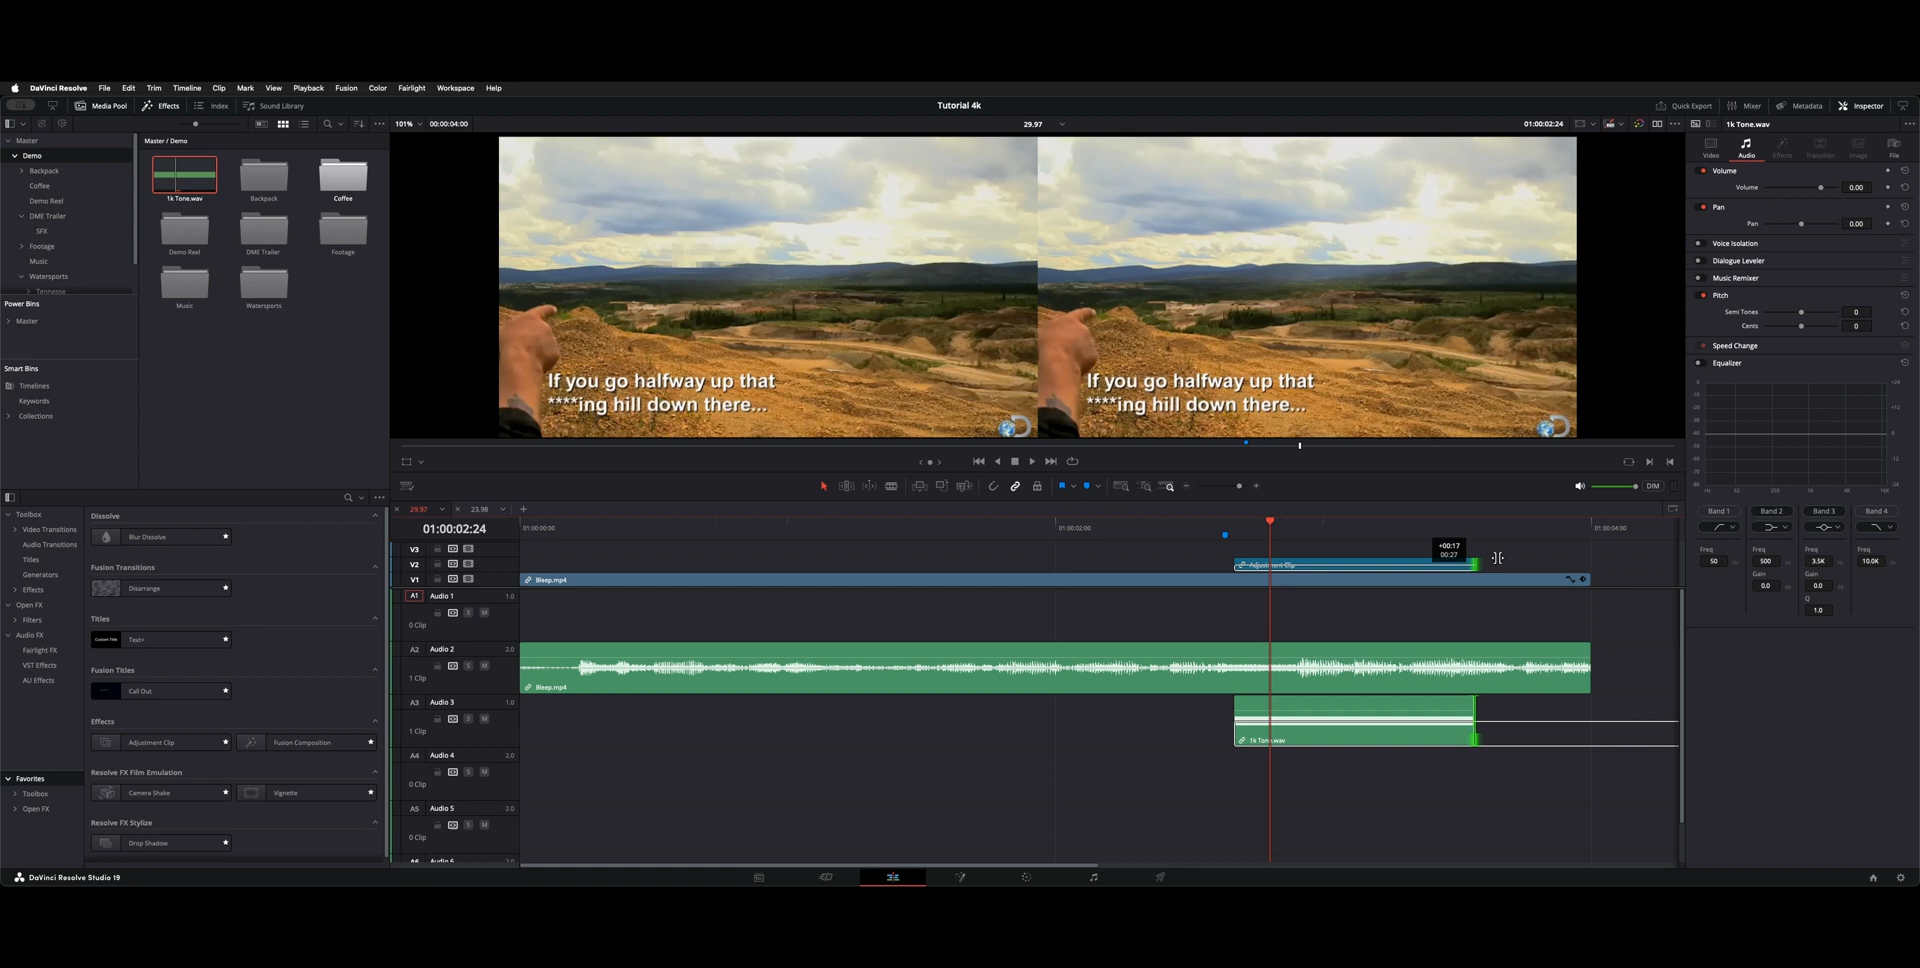 DaVinci Resolve File Edit Trim Timeline Clip Mark View Playback Fusion Color Fairlight Workspace Help
Media Pool Effects Index Sound Library Tutorial 4k Quick Export Mixer Metadata Inspector
101% 00:00:04:00 29.97 01:00:02:24 1k Tone.wav
Master
Demo
Backpack
Coffee
Demo Reel
DME Trailer
SFX
Footage
Music
Watersports
Tennesse
Power Bins
Master
Smart Bins
Timelines
Keywords
Collections
Master / Demo
1k Tone.wav Backpack Coffee
Demo Reel DME Trailer Footage
Music Watersports
If you go halfway up that
****ing hill down there...
If you go halfway up that
****ing hill down there...
Video Audio Effects Transition Image File
Volume
Volume 0.00
Pan
Pan 0.00
Voice Isolation
Dialogue Leveler
Music Remixer
Pitch
Semi Tones 0
Cents 0
Speed Change
Equalizer
Band 1 Band 2 Band 3 Band 4
Freq Freq Freq Freq
50 500 3.5K 10.0K
Gain Gain
0.0 0.0
Q
1.0
DIM
Toolbox
Video Transitions
Audio Transitions
Titles
Generators
Effects
Open FX
Filters
Audio FX
Fairlight FX
VST Effects
AU Effects
Favorites
Toolbox
Open FX
Dissolve
Blur Dissolve
Fusion Transitions
Disarrange
Titles
Custom Title Text+
Fusion Titles
Call Out
Effects
Adjustment Clip Fusion Composition
Resolve FX Film Emulation
Camera Shake Vignette
Resolve FX Stylize
Drop Shadow
29.97 23.98
01:00:02:24 01:00:00:00 01:00:02:00 01:00:04:00
V3
V2 Adjustment Clip
+00:17
00:27
V1 Bleep.mp4
A1 Audio 1 1.0
S M
0 Clip
A2 Audio 2 2.0
S M
1 Clip
Bleep.mp4
A3 Audio 3 1.0
S M
1 Clip
1k Tone.wav
A4 Audio 4 2.0
S M
0 Clip
A5 Audio 5 2.0
S M
0 Clip
A6 Audio 6 2.0
DaVinci Resolve Studio 19